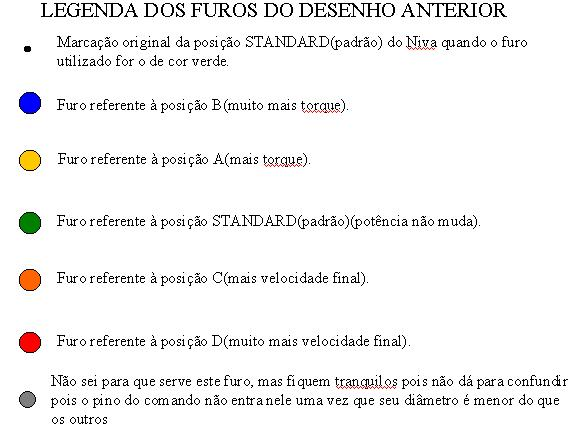 LEGENDA DOS FUROS DO DESENHO ANTERIOR
Marcação original da posição STANDARD(padrão) do Niva quando o furo
utilizado for o de cor verde.
Furo referente à posição B(muito mais torque).
Furo referente à posição A(mais torque).
Furo referente à posição STANDARD(padrão)(potência não muda).
Furo referente à posição C(mais velocidade final).
Furo referente à posição D(muito mais velocidade final).
Não sei para que serve este furo, mas fiquem tranquilos pois não dá para confundir
pois o pino do comando não entra nele uma vez que seu diâmetro é menor do que
os outros